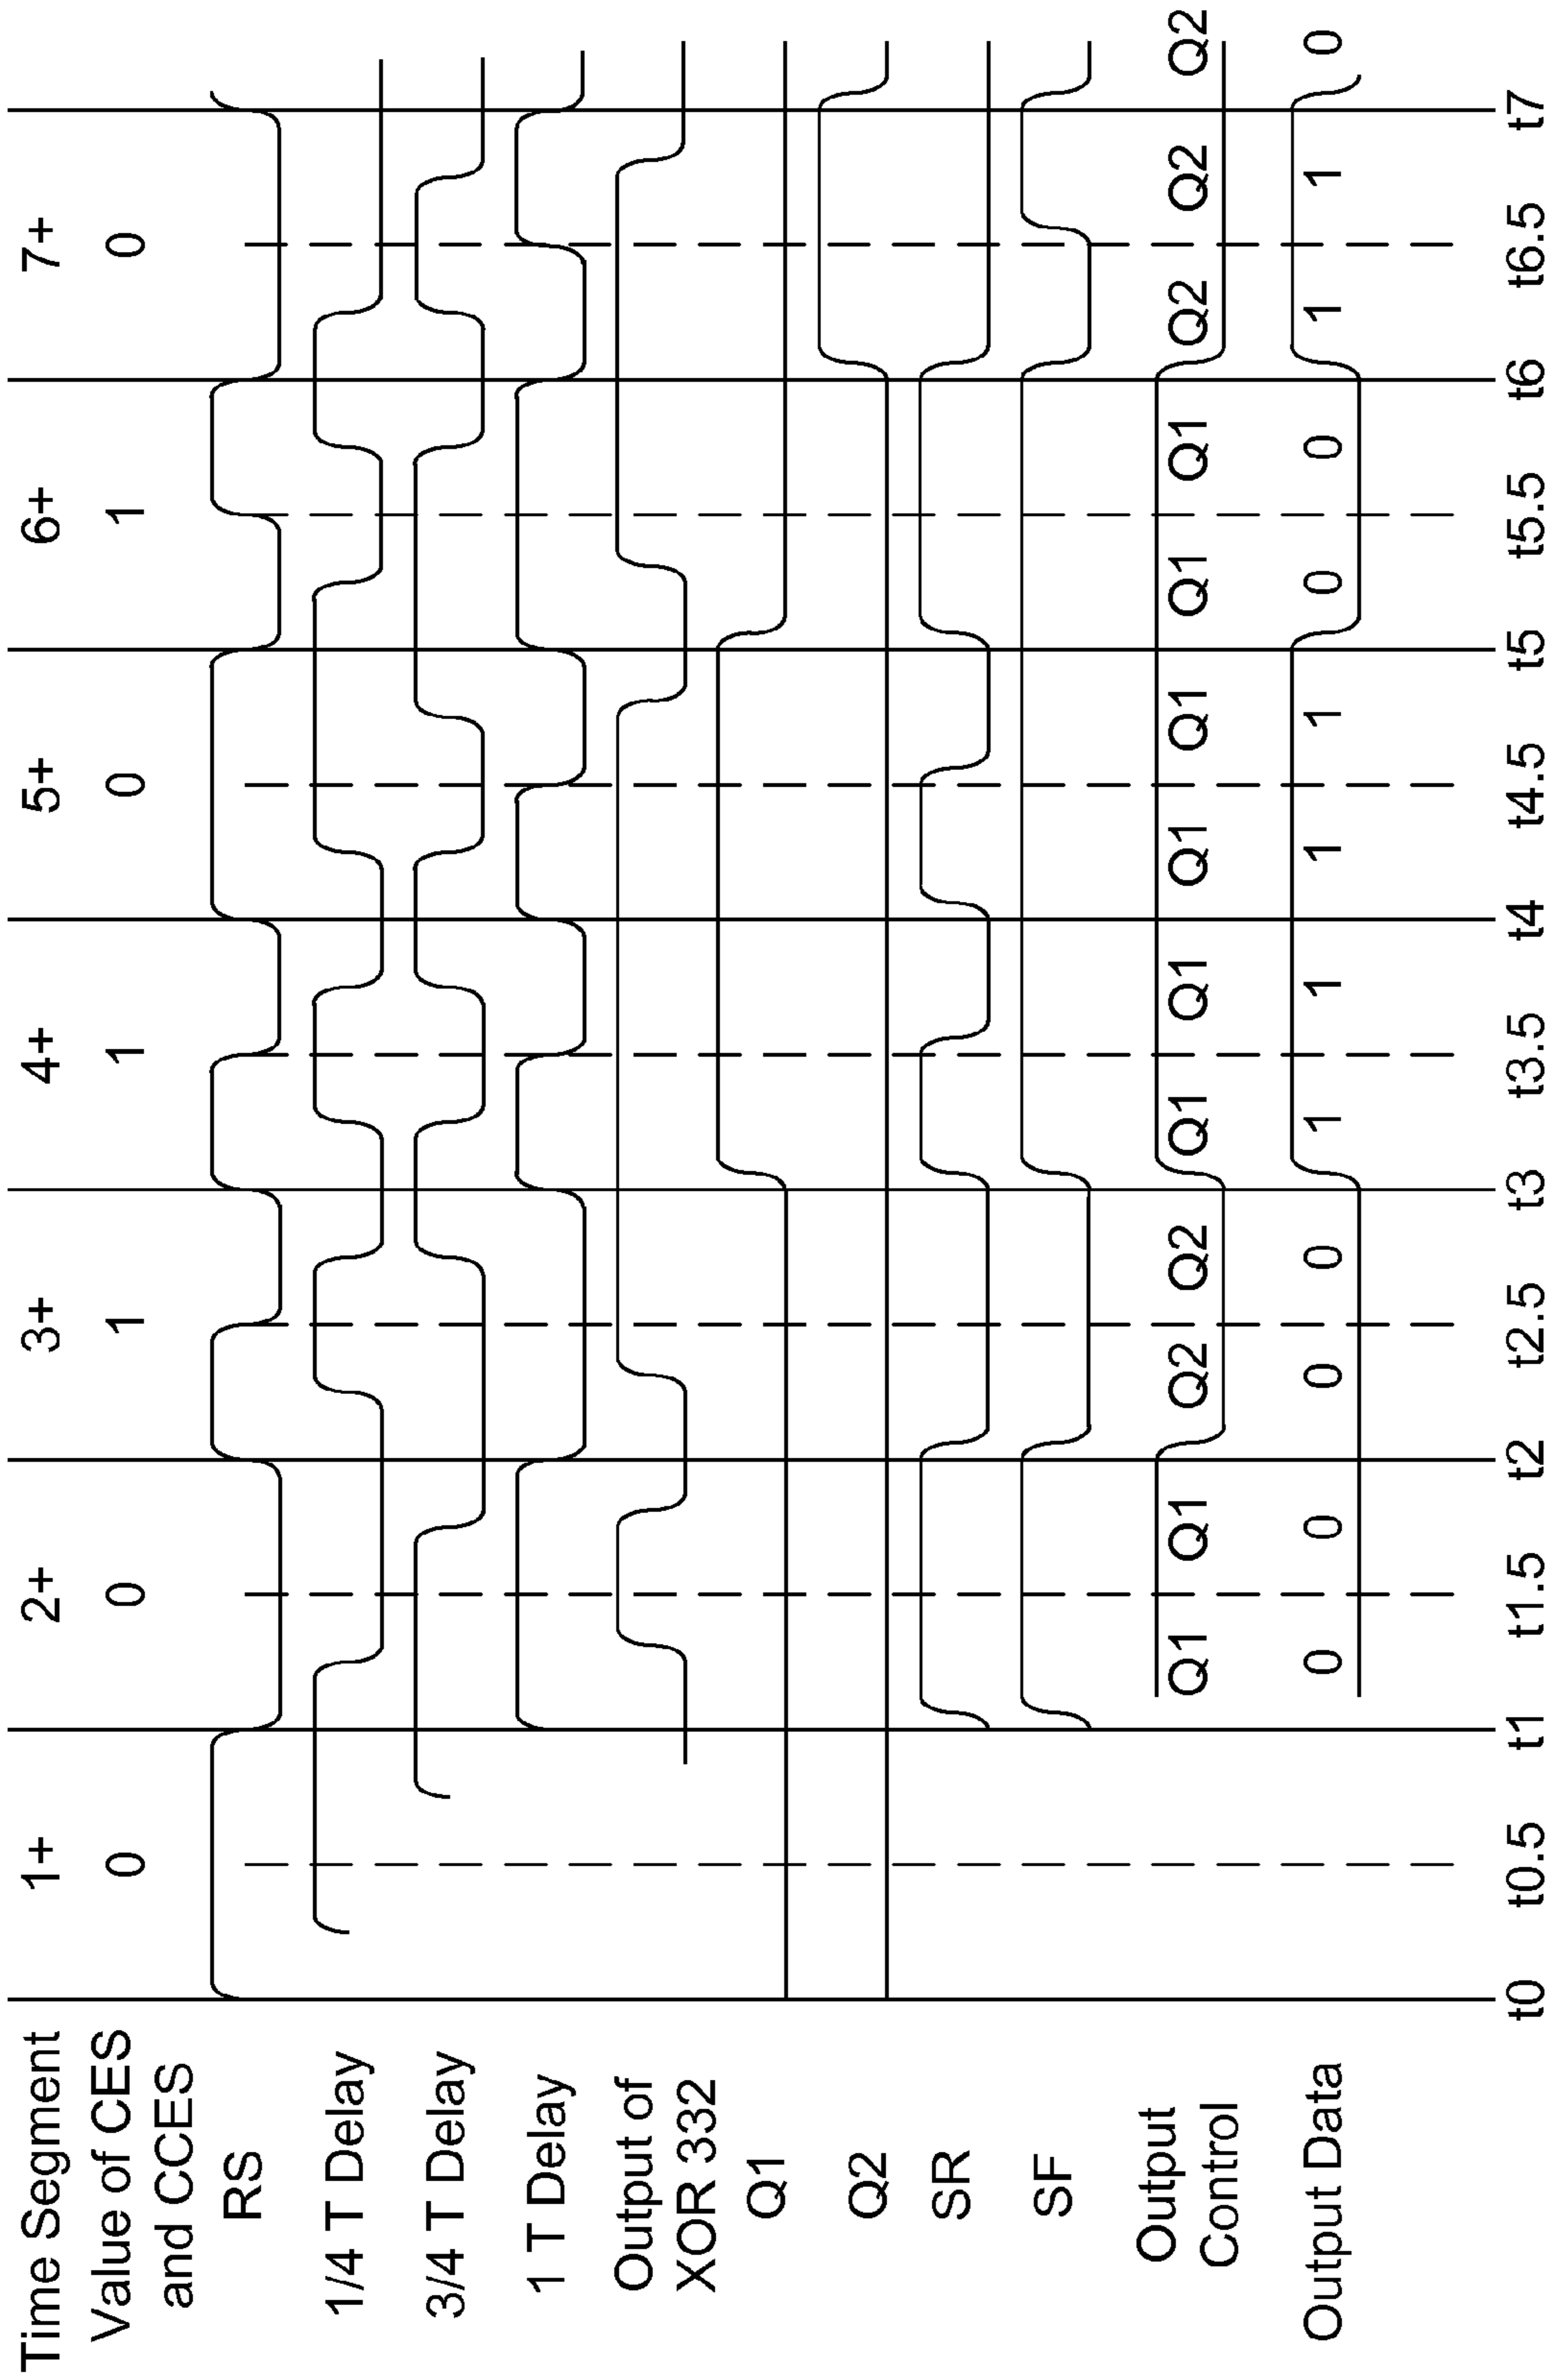 Time Segment 1+ 2+ 3+ 4+ 5+ 6+ 7+
Value of CES 0 0 1 1 0 1 0
and CCES
RS
1/4 T Delay
3/4 T Delay
1 T Delay
Output of
XOR 332
Q1
Q2
SR
SF
Output Q1 Q1 Q2 Q2 Q1 Q1 Q1 Q1 Q1 Q1 Q2 Q2 Q2
Control
Output Data 0 0 0 0 1 1 1 1 0 0 1 1 0
t0 t0.5 t1 t1.5 t2 t2.5 t3 t3.5 t4 t4.5 t5 t5.5 t6 t6.5 t7